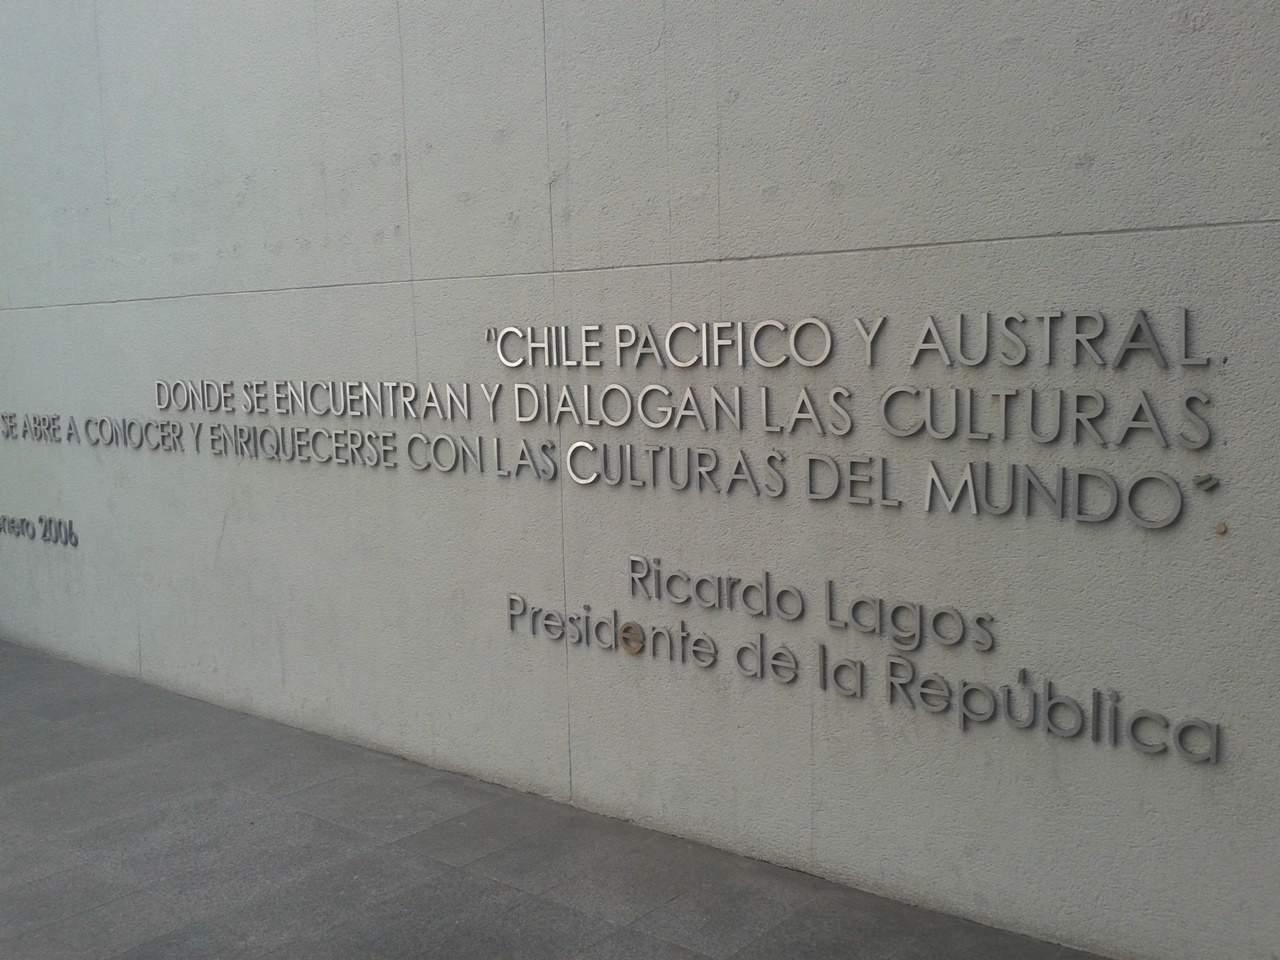 "CHILE PACIFICO Y AUSTRAL.
DONDE SE ENCUENTRAN Y DIALOGAN LAS CULTURAS
SE ABRE A CONOCER Y ENRIQUECERSE CON LAS CULTURAS DEL MUNDO"
enero 2006
Ricardo Lagos
Presidente de la República